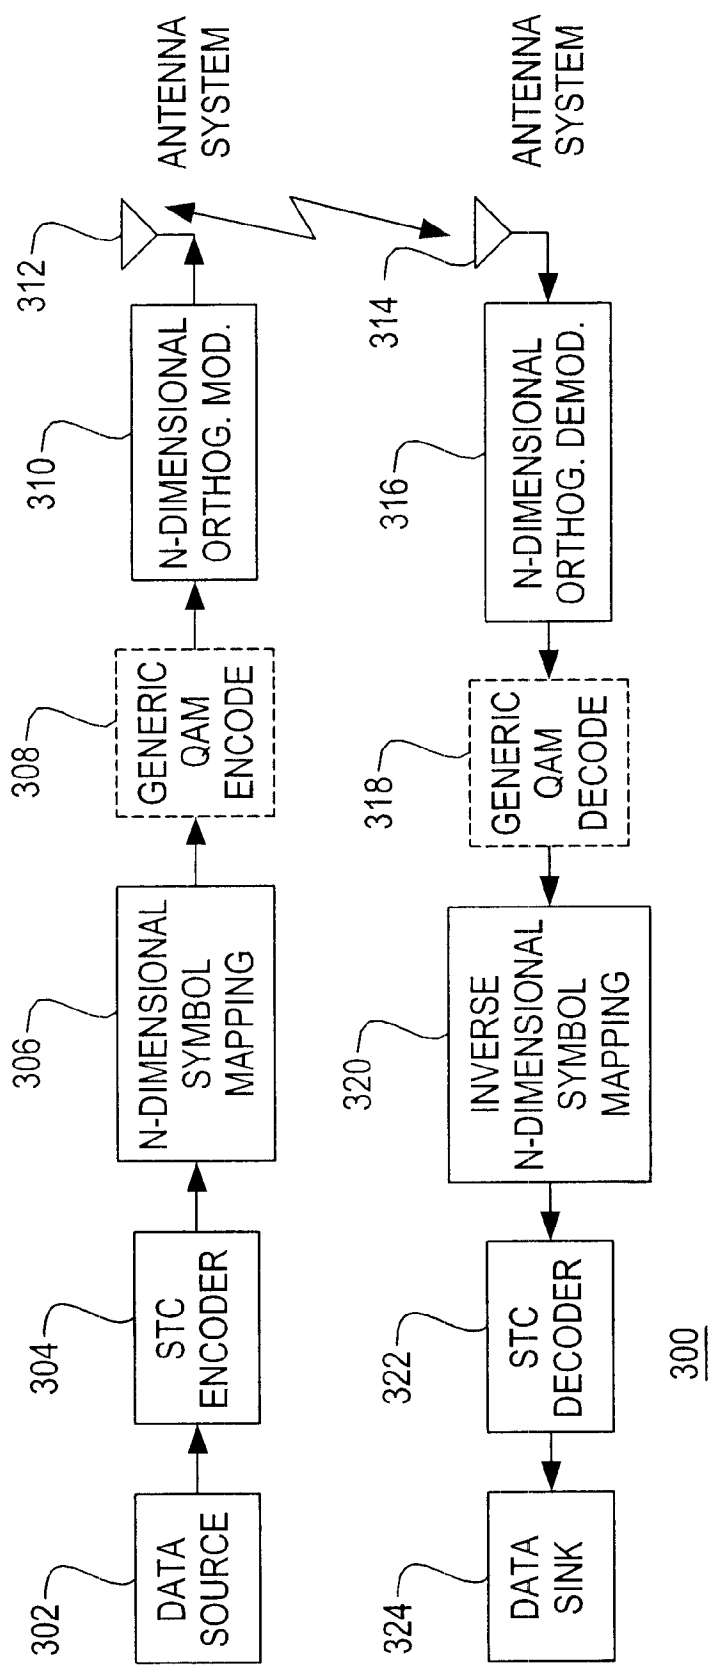 302
DATA
SOURCE
304
STC
ENCODER
306
N-DIMENSIONAL
SYMBOL
MAPPING
308
GENERIC
QAM
ENCODE
310
N-DIMENSIONAL
ORTHOG. MOD.
312
ANTENNA
SYSTEM
324
DATA
SINK
322
STC
DECODER
320
INVERSE
N-DIMENSIONAL
SYMBOL
MAPPING
318
GENERIC
QAM
DECODE
316
N-DIMENSIONAL
ORTHOG. DEMOD.
314
ANTENNA
SYSTEM
300